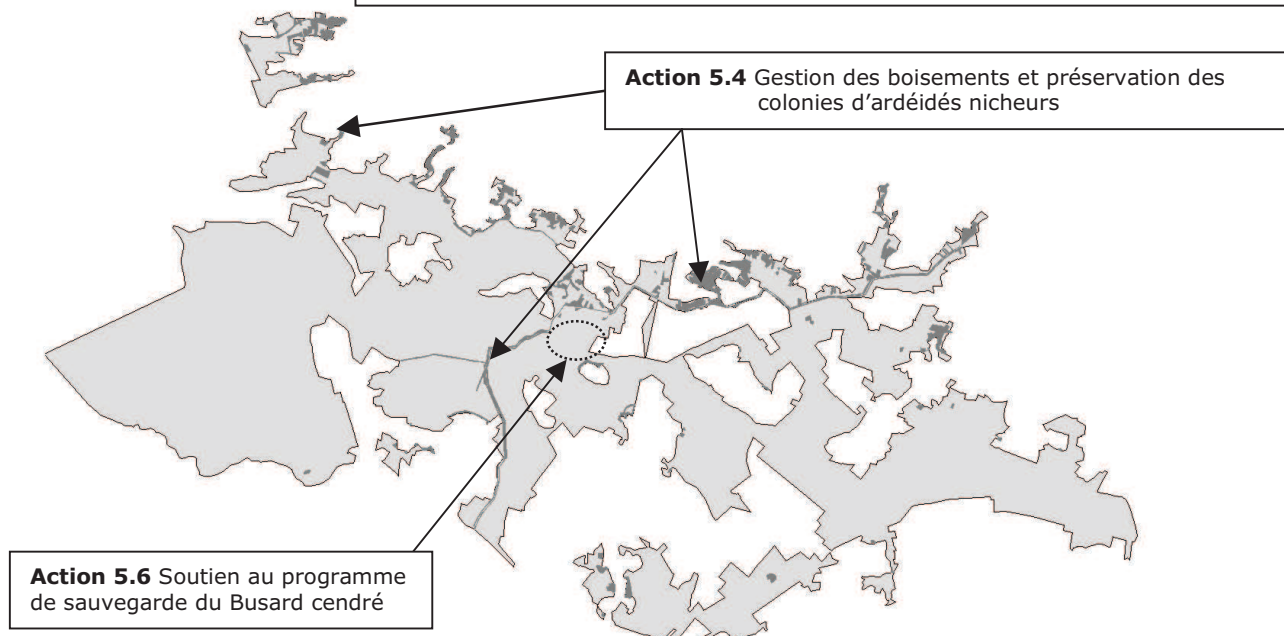 Action 5.4 Gestion des boisements et préservation des
colonies d'ardéidés nicheurs
Action 5.6 Soutien au programme
de sauvegarde du Busard cendré